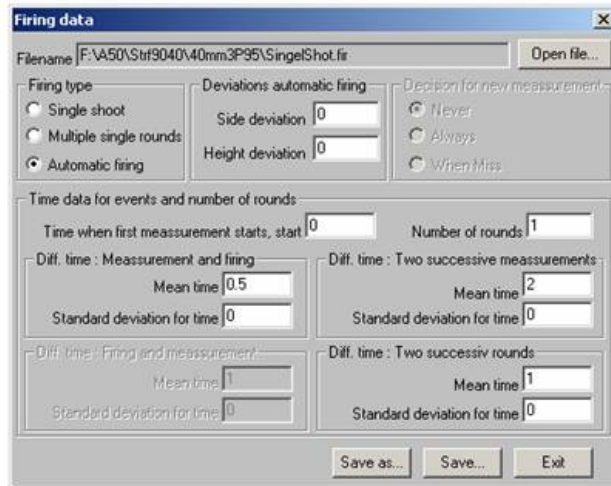 Firing data
Filename F:\A50\Strf9040\40mm3P95\SingelShot.fir Open file...
Firing type
Single shoot
Multiple single rounds
Automatic firing
Deviations automatic firing
Side deviation 0
Height deviation 0
Decision for new meassurement
Never
Always
When Miss
Time data for events and number of rounds
Time when first measurement starts, start 0 Number of rounds 1
Diff. time : Meassurement and firing
Mean time 0.5
Standard deviation for time 0
Diff. time : Two successive meassurements
Mean time 2
Standard deviation for time 0
Diff. time : Firing and meassurement
Mean time 1
Standard deviation for time 0
Diff. time : Two successiv rounds
Mean time 1
Standard deviation for time 0
Save as... Save... Exit